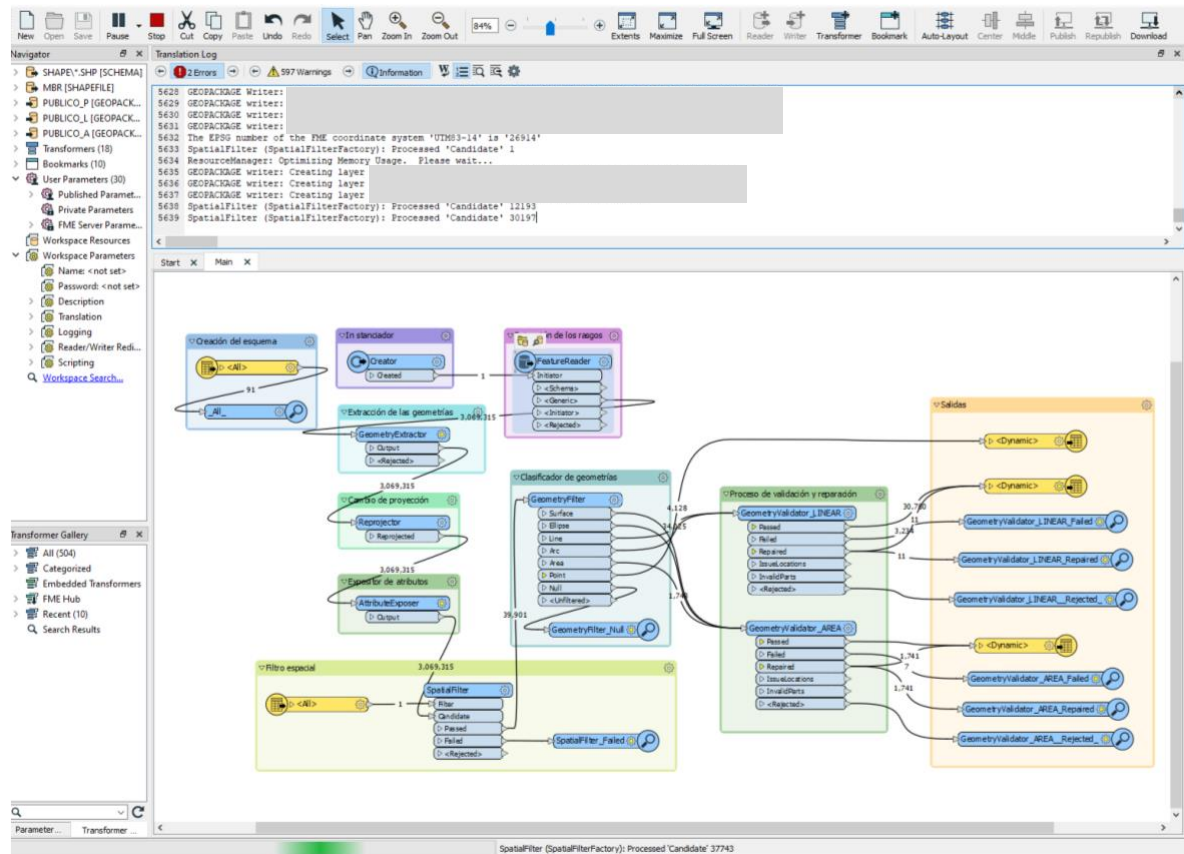 New Open Save Pause Stop Cut Copy Paste Undo Redo Select Pan Zoom In Zoom Out 84% Extents Maximize Full Screen Reader Writer Transformer Bookmark Auto-Layout Center Middle Publish Republish Download
Navigator
SHAPE\*.SHP [SCHEMA]
MBR [SHAPEFILE]
PUBLICO_P [GEOPACK...
PUBLICO_L [GEOPACK...
PUBLICO_A [GEOPACK...
Transformers (18)
Bookmarks (10)
User Parameters (30)
Published Paramet...
Private Parameters
FME Server Parame...
Workspace Resources
Workspace Parameters
Name: <not set>
Password: <not set>
Description
Translation
Logging
Reader/Writer Redi...
Scripting
Workspace Search...
Transformer Gallery
All (504)
Categorized
Embedded Transformers
FME Hub
Recent (10)
Search Results
Parameter...
Transformer ...
Translation Log
2 Errors 597 Warnings Information
5628 GEOPACKAGE Writer:
5629 GEOPACKAGE writer:
5630 GEOPACKAGE writer:
5631 GEOPACKAGE writer:
5632 The EPSG number of the FME coordinate system 'UTM83-14' is '26914'
5633 SpatialFilter (SpatialFilterFactory): Processed 'Candidate' 1
5634 ResourceManager: Optimizing Memory Usage. Please wait...
5635 GEOPACKAGE writer: Creating layer
5636 GEOPACKAGE writer: Creating layer
5637 GEOPACKAGE writer: Creating layer
5638 SpatialFilter (SpatialFilterFactory): Processed 'Candidate' 12193
5639 SpatialFilter (SpatialFilterFactory): Processed 'Candidate' 30197
Start
Main
Creación del esquema
<All>
91
_All_
In stanciador
Creator
Created
1
n de los rasgos
FeatureReader
Initiator
<Schema>
<Generic>
<Initiator>
<Rejected>
3,069,315
Extracción de las geometrías
GeometryExtractor
Output
<Rejected>
3,069,315
Cambio de proyección
Reprojector
Reprojected
3,069,315
Expositor de atributos
AttributeExposer
Output
3,069,315
Filtro espacial
<All>
1
SpatialFilter
Filter
Candidate
Passed
Failed
<Rejected>
SpatialFilter_Failed
39,901
Clasificador de geometrías
GeometryFilter
Surface
Ellipse
Line
Arc
Area
Point
Null
<Unfiltered>
GeometryFilter_Null
4,128
Proceso de validación y reparación
GeometryValidator_LINEAR
Passed
Failed
Repaired
IssueLocations
InvalidParts
<Rejected>
GeometryValidator_AREA
Passed
Failed
Repaired
IssueLocations
InvalidParts
<Rejected>
11
11
1,741
7
1,741
Salidas
<Dynamic>
<Dynamic>
GeometryValidator_LINEAR_Failed
GeometryValidator_LINEAR_Repaired
GeometryValidator_LINEAR__Rejected_
<Dynamic>
GeometryValidator_AREA_Failed
GeometryValidator_AREA_Repaired
GeometryValidator_AREA__Rejected_
SpatialFilter (SpatialFilterFactory): Processed 'Candidate' 37743